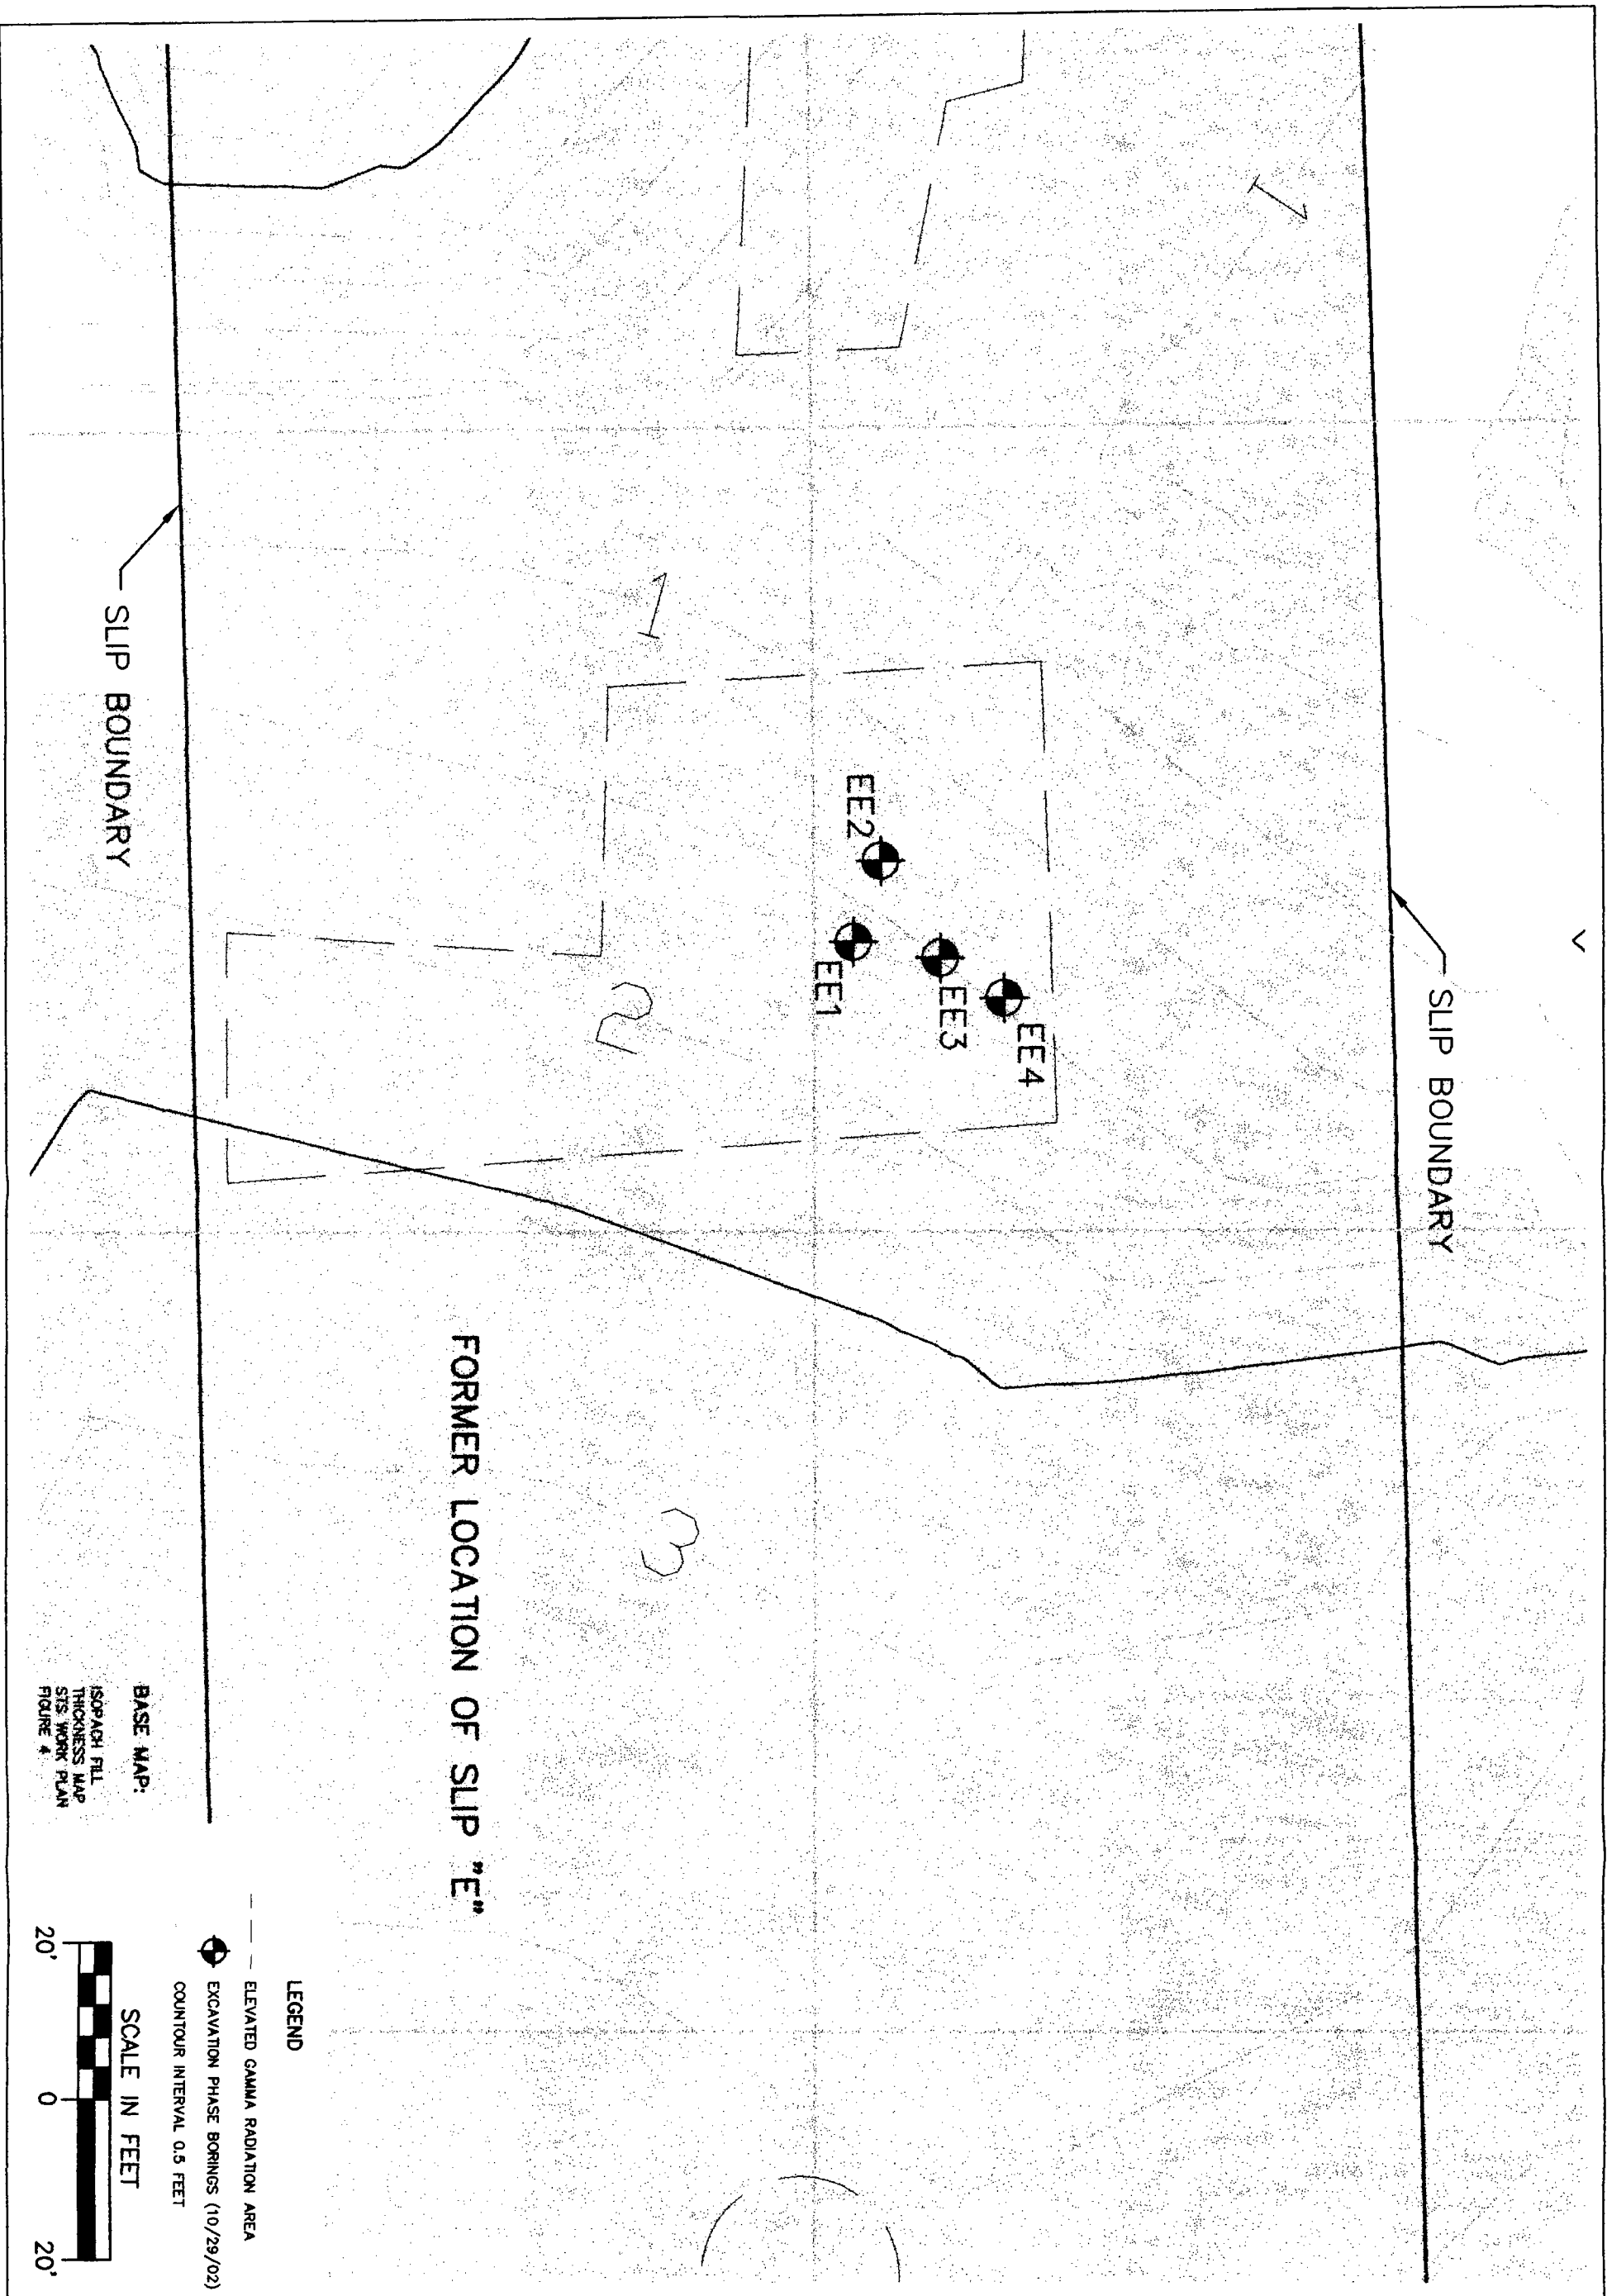 SLIP BOUNDARY
1
EE4
EE3
EE2
EE1
1
2
3
SLIP BOUNDARY
FORMER LOCATION OF SLIP "E"
LEGEND
ELEVATED GAMMA RADIATION AREA
EXCAVATION PHASE BORINGS (10/29/02)
COUNTOUR INTERVAL 0.5 FEET
SCALE IN FEET
20' 0 20'
BASE MAP:
ISOPACH FILL
THICKNESS MAP
STS WORK PLAN
FIGURE 4